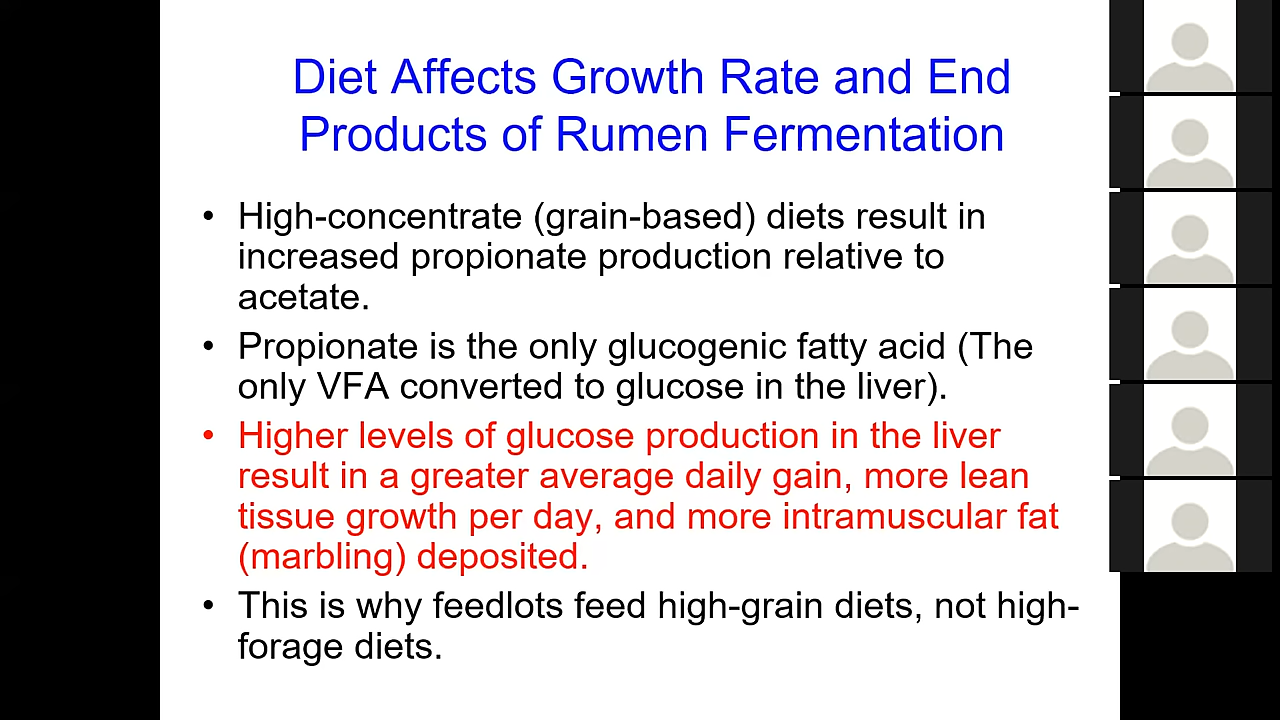 Diet Affects Growth Rate and End
Products of Rumen Fermentation
• High-concentrate (grain-based) diets result in
increased propionate production relative to
acetate.
• Propionate is the only glucogenic fatty acid (The
only VFA converted to glucose in the liver).
• Higher levels of glucose production in the liver
result in a greater average daily gain, more lean
tissue growth per day, and more intramuscular fat
(marbling) deposited.
• This is why feedlots feed high-grain diets, not high-
forage diets.